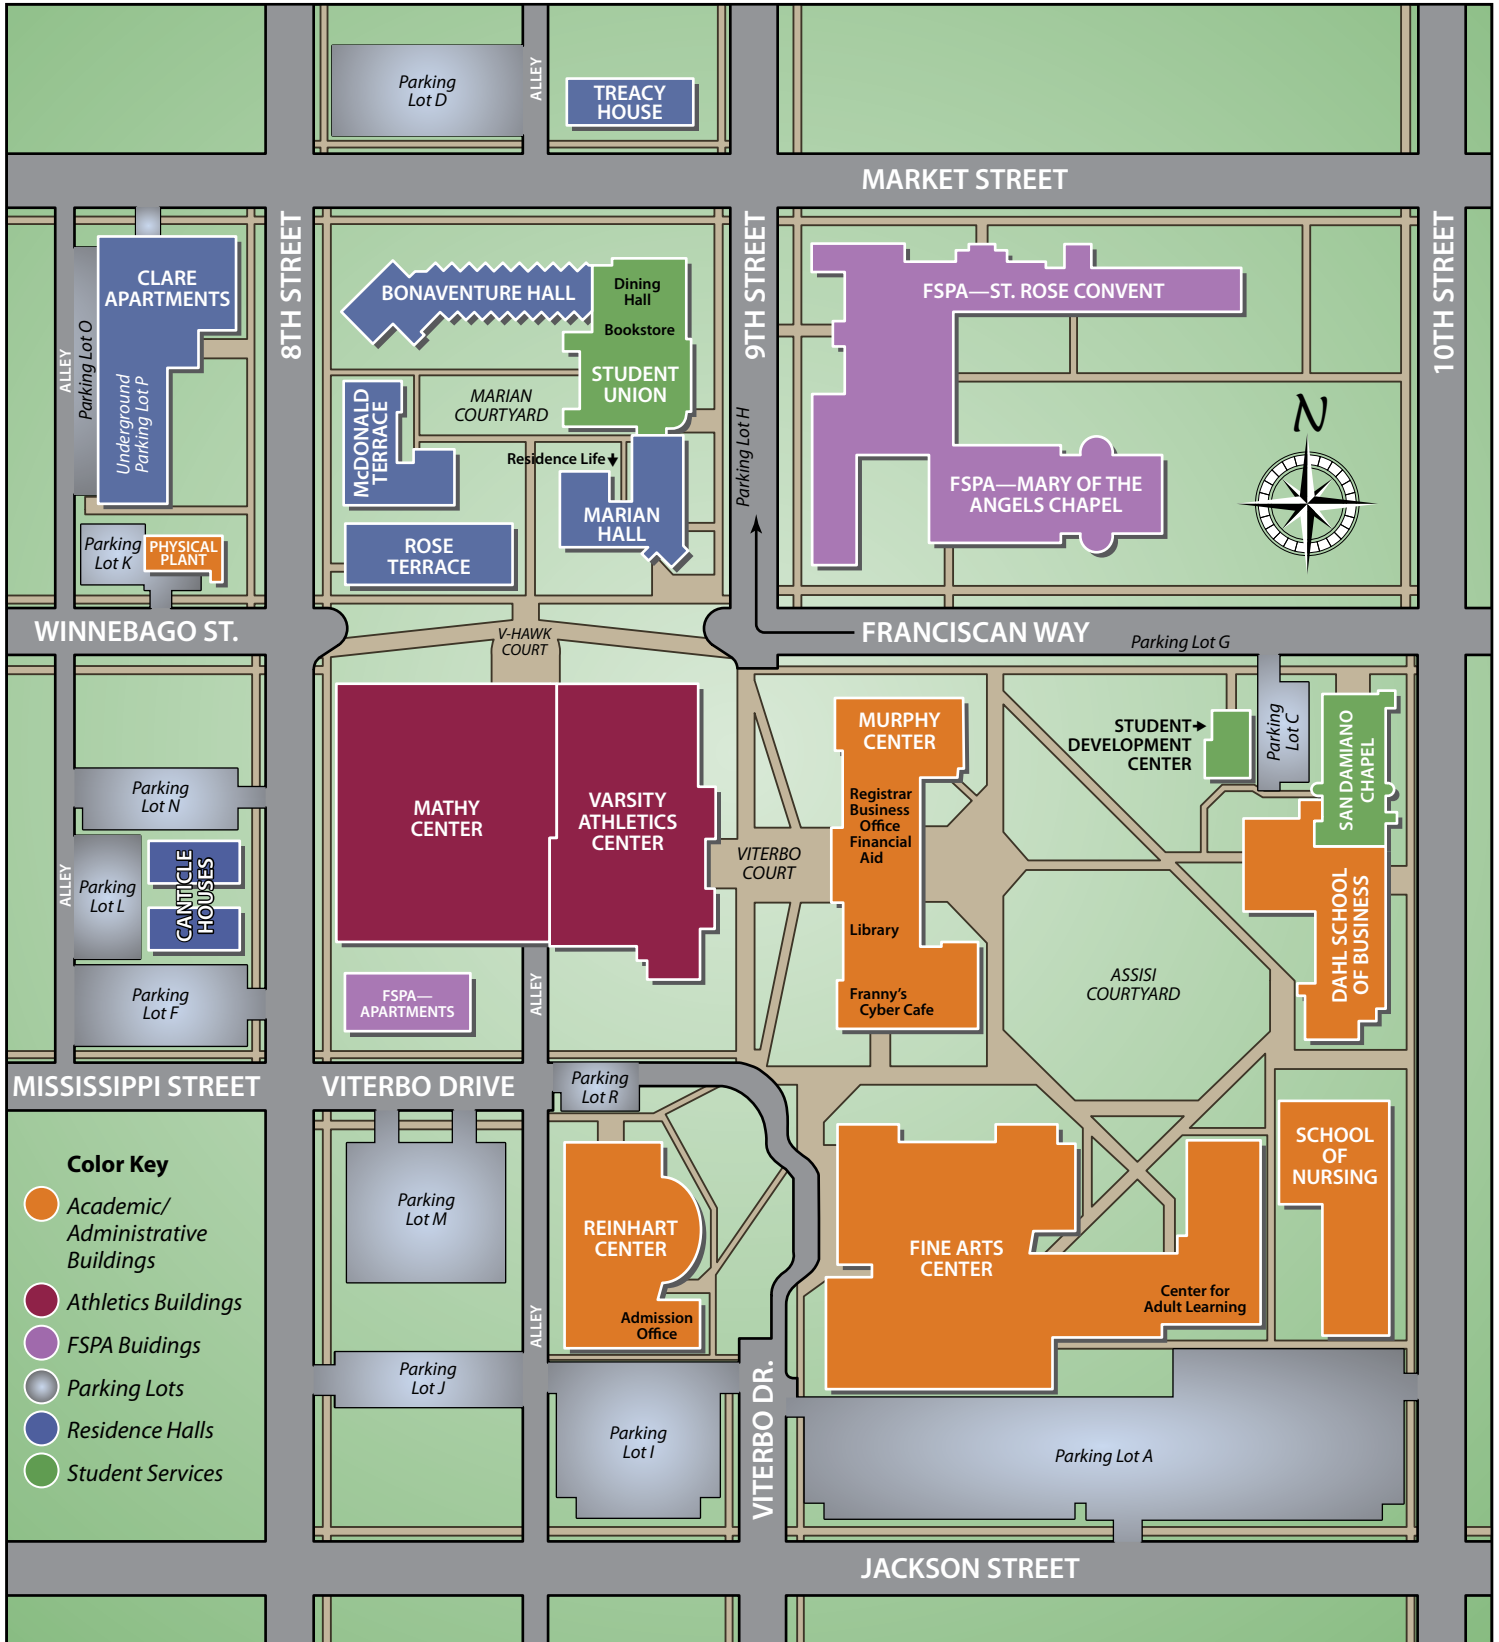 Parking
Lot D
ALLEY
TREACY
HOUSE
MARKET STREET
8TH STREET
9TH STREET
10TH STREET
CLARE
APARTMENTS
Underground
Parking Lot P
Parking Lot O
ALLEY
BONAVENTURE HALL
Dining
Hall
Bookstore
STUDENT
UNION
FSPA—ST. ROSE CONVENT
MARIAN
COURTYARD
McDONALD
TERRACE
Residence Life
MARIAN
HALL
Parking Lot H
N
FSPA—MARY OF THE
ANGELS CHAPEL
Parking
Lot K
PHYSICAL
PLANT
ROSE
TERRACE
WINNEBAGO ST.
V-HAWK
COURT
FRANCISCAN WAY
Parking Lot G
MURPHY
CENTER
Registrar
Business
Office
Financial
Aid
Library
Franny's
Cyber Cafe
STUDENT
DEVELOPMENT
CENTER
Parking
Lot C
SAN DAMIANO
CHAPEL
Parking
Lot N
MATHY
CENTER
VARSITY
ATHLETICS
CENTER
VITERBO
COURT
ALLEY
Parking
Lot L
CANTICLE
HOUSES
DAHL SCHOOL
OF BUSINESS
ASSISI
COURTYARD
Parking
Lot F
FSPA—
APARTMENTS
ALLEY
MISSISSIPPI STREET
VITERBO DRIVE
Parking
Lot R
Color Key
Academic/
Administrative
Buildings
Athletics Buildings
FSPA Buidings
Parking Lots
Residence Halls
Student Services
Parking
Lot M
REINHART
CENTER
Admission
Office
ALLEY
FINE ARTS
CENTER
Center for
Adult Learning
SCHOOL
OF
NURSING
Parking
Lot J
Parking
Lot I
VITERBO DR.
Parking Lot A
JACKSON STREET